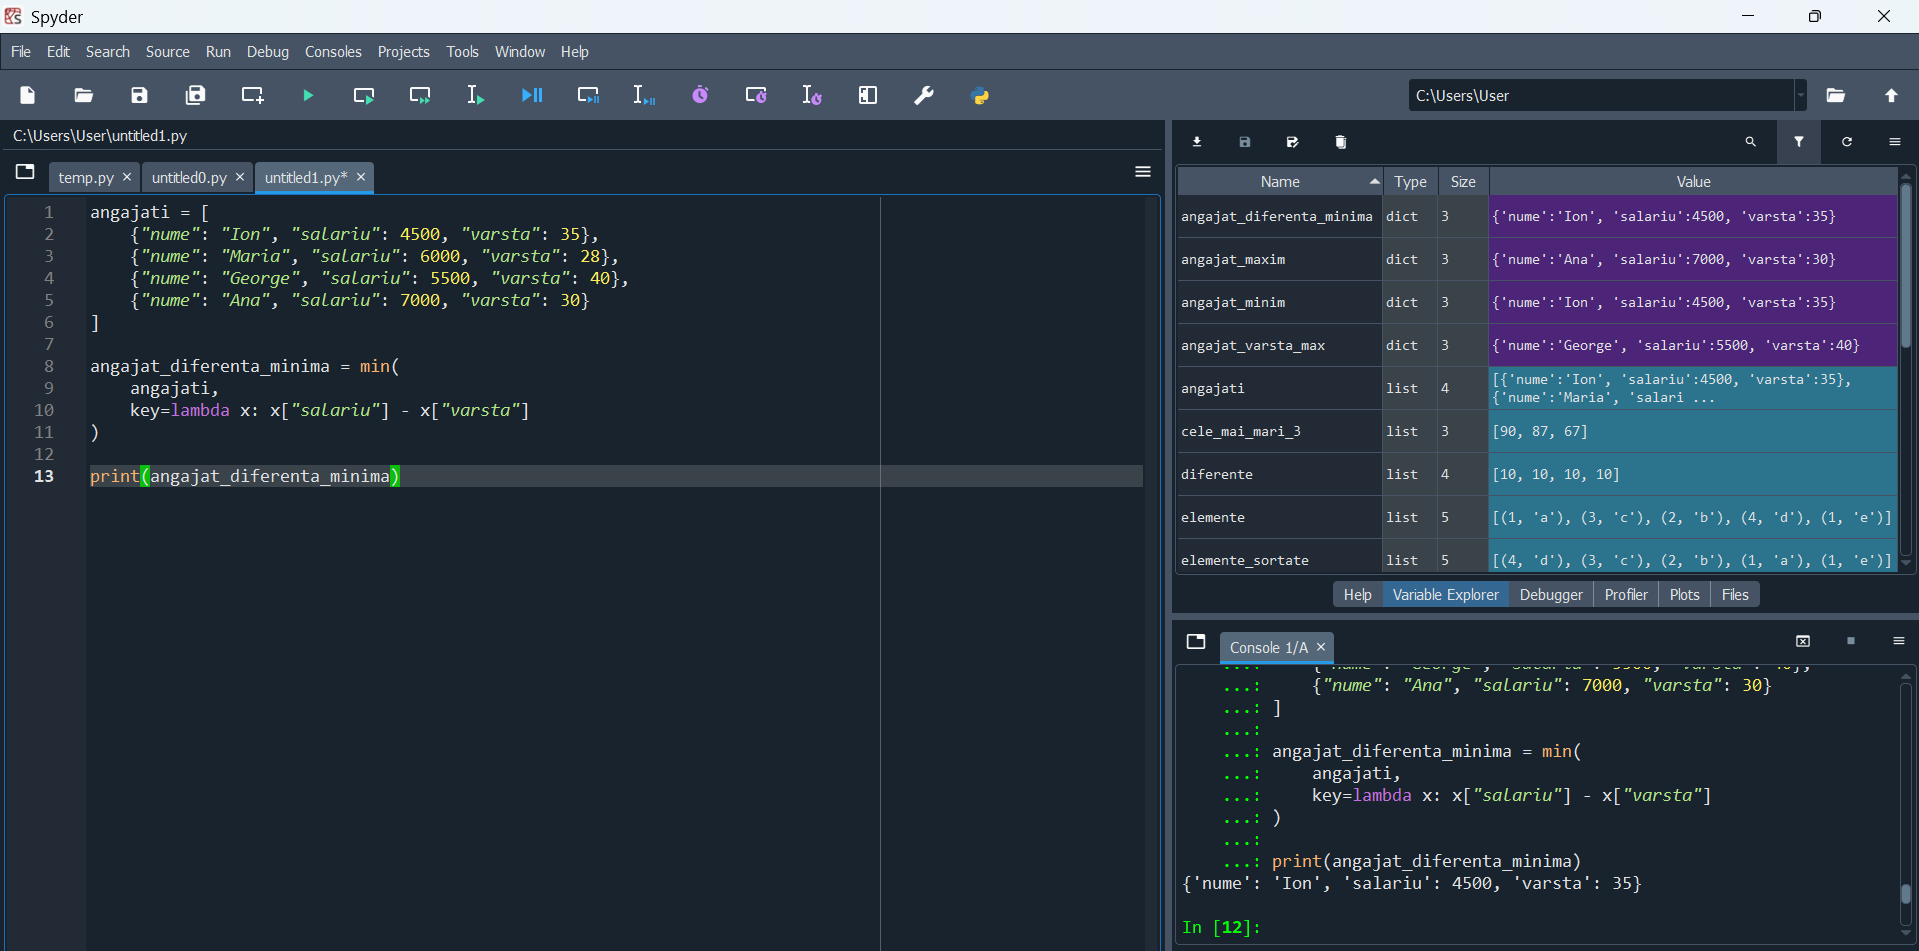 Spyder
File Edit Search Source Run Debug Consoles Projects Tools Window Help
C:\Users\User
C:\Users\User\untitled1.py
temp.py untitled0.py untitled1.py*
1 angajati = [
2     {"nume": "Ion", "salariu": 4500, "varsta": 35},
3     {"nume": "Maria", "salariu": 6000, "varsta": 28},
4     {"nume": "George", "salariu": 5500, "varsta": 40},
5     {"nume": "Ana", "salariu": 7000, "varsta": 30}
6 ]
7
8 angajat_diferenta_minima = min(
9     angajati,
10     key=lambda x: x["salariu"] - x["varsta"]
11 )
12
13 print(angajat_diferenta_minima)
Name Type Size Value
angajat_diferenta_minima dict 3 {'nume':'Ion', 'salariu':4500, 'varsta':35}
angajat_maxim dict 3 {'nume':'Ana', 'salariu':7000, 'varsta':30}
angajat_minim dict 3 {'nume':'Ion', 'salariu':4500, 'varsta':35}
angajat_varsta_max dict 3 {'nume':'George', 'salariu':5500, 'varsta':40}
angajati list 4 [{'nume':'Ion', 'salariu':4500, 'varsta':35},
{'nume':'Maria', 'salari ...
cele_mai_mari_3 list 3 [90, 87, 67]
diferente list 4 [10, 10, 10, 10]
elemente list 5 [(1, 'a'), (3, 'c'), (2, 'b'), (4, 'd'), (1, 'e')]
elemente_sortate list 5 [(4, 'd'), (3, 'c'), (2, 'b'), (1, 'a'), (1, 'e')]
Help Variable Explorer Debugger Profiler Plots Files
Console 1/A
...:     {"nume": "Ana", "salariu": 7000, "varsta": 30}
...: ]
...:
...: angajat_diferenta_minima = min(
...:     angajati,
...:     key=lambda x: x["salariu"] - x["varsta"]
...: )
...:
...: print(angajat_diferenta_minima)
{'nume': 'Ion', 'salariu': 4500, 'varsta': 35}
In [12]: